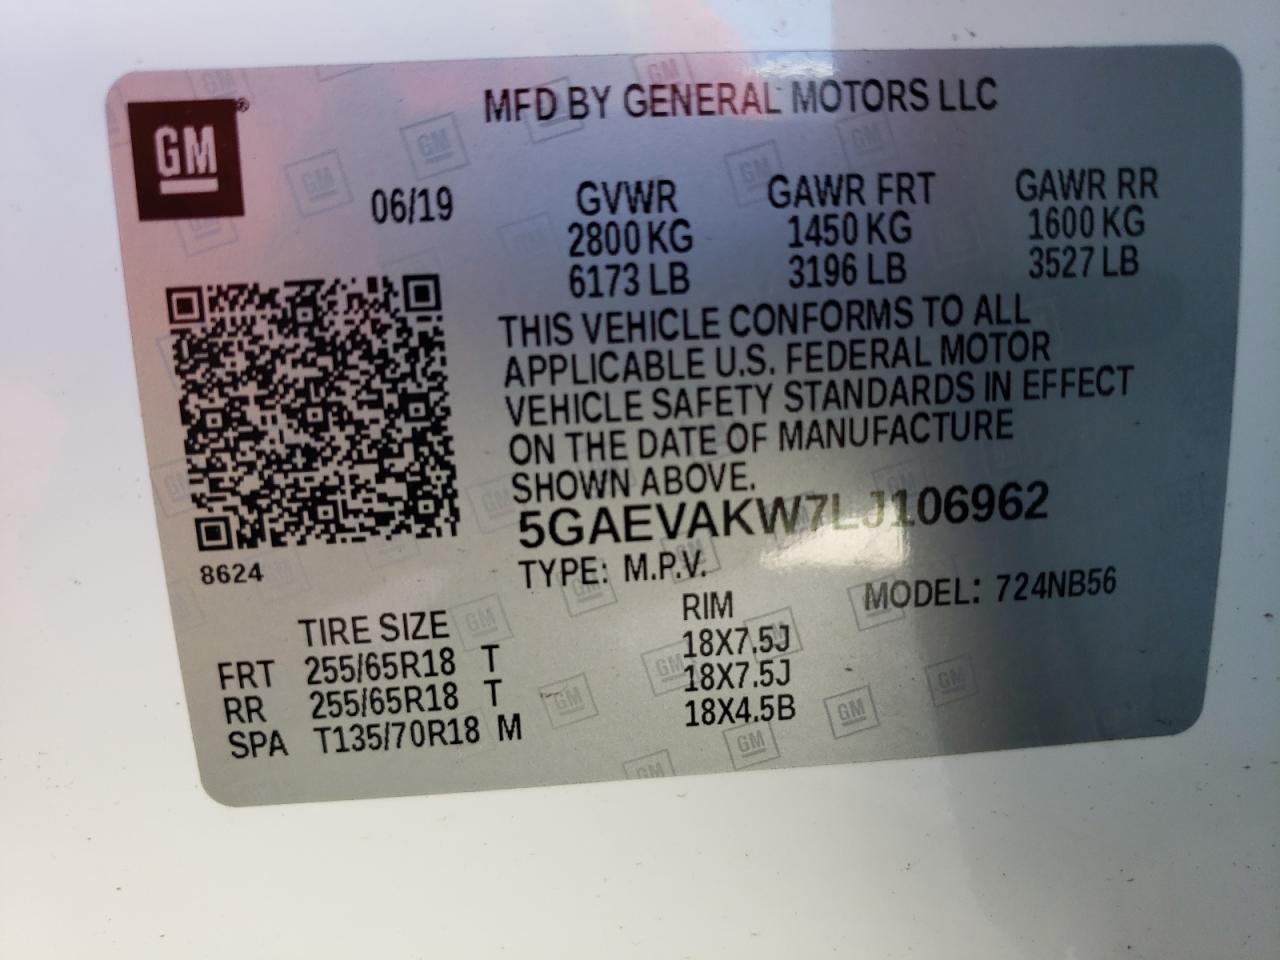 GM
MFD BY GENERAL MOTORS LLC
06/19 GVWR GAWR FRT GAWR RR
2800 KG 1450 KG 1600 KG
6173 LB 3196 LB 3527 LB
THIS VEHICLE CONFORMS TO ALL
APPLICABLE U.S. FEDERAL MOTOR
VEHICLE SAFETY STANDARDS IN EFFECT
ON THE DATE OF MANUFACTURE
SHOWN ABOVE.
5GAEVAKW7LJ106962
8624
TYPE: M.P.V. MODEL: 724NB56
TIRE SIZE RIM
FRT 255/65R18 T 18X7.5J
RR 255/65R18 T 18X7.5J
SPA T135/70R18 M 18X4.5B